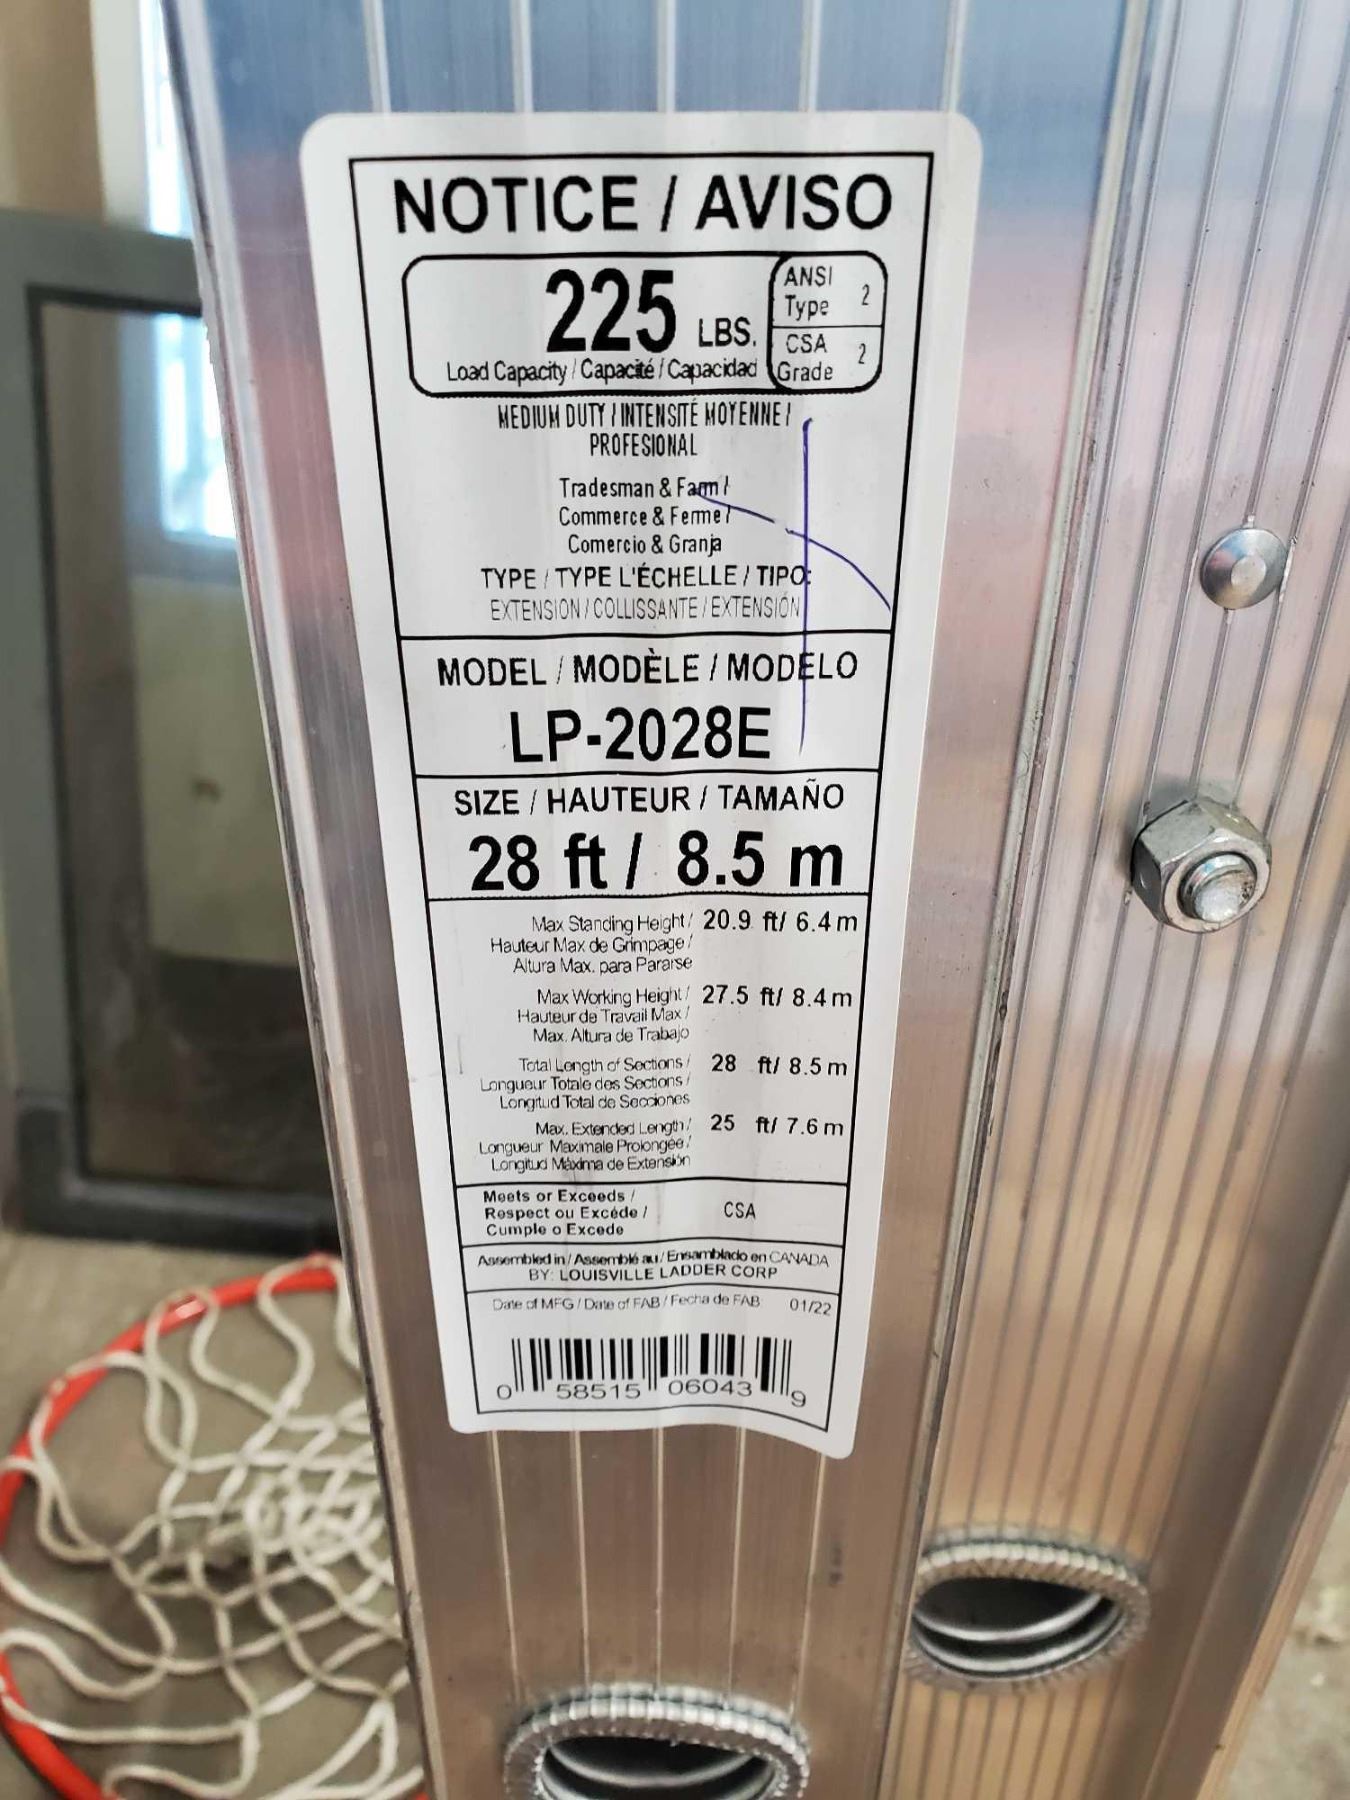 NOTICE / AVISO
225 LBS.
Load Capacity / Capacité / Capacidad
ANSI
Type 2
CSA
Grade 2
MEDIUM DUTY / INTENSITÉ MOYENNE /
PROFESIONAL
Tradesman & Farm /
Commerce & Ferme /
Comercio & Granja
TYPE / TYPE L'ÉCHELLE / TIPO:
EXTENSION / COLLISSANTE / EXTENSIÓN
MODEL / MODÈLE / MODELO
LP-2028E
SIZE / HAUTEUR / TAMAÑO
28 ft / 8.5 m
Max Standing Height / 20.9 ft/ 6.4 m
Hauteur Max de Grimpage /
Altura Max. para Pararse
Max Working Height / 27.5 ft/ 8.4 m
Hauteur de Travail Max /
Max. Altura de Trabajo
Total Length of Sections / 28 ft/ 8.5 m
Longueur Totale des Sections /
Longitud Total de Secciones
Max. Extended Length / 25 ft/ 7.6 m
Longueur Maximale Prolongée /
Longitud Máxima de Extensión
Meets or Exceeds /
Respect ou Excéde / CSA
Cumple o Excede
Assembled in / Assemblé au / Ensamblado en CANADA
BY: LOUISVILLE LADDER CORP
Date of MFG / Date of FAB / Fecha de FAB 01/22
0 58515 06043 9